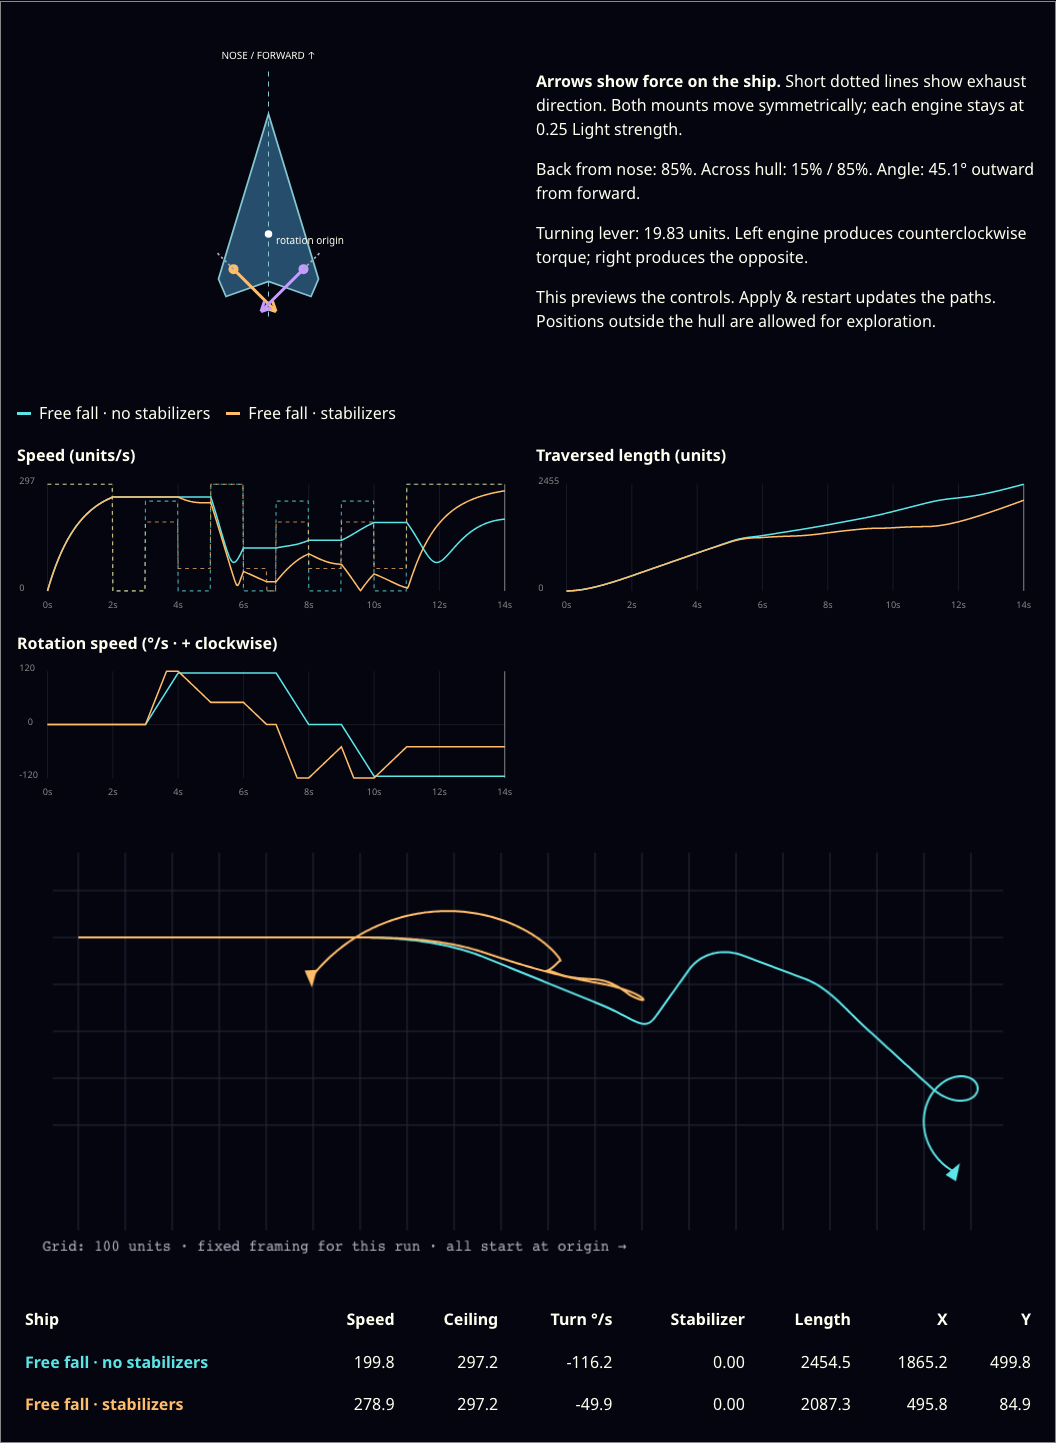 NOSE / FORWARD ↑
rotation origin
Arrows show force on the ship. Short dotted lines show exhaust
direction. Both mounts move symmetrically; each engine stays at
0.25 Light strength.
Back from nose: 85%. Across hull: 15% / 85%. Angle: 45.1° outward
from forward.
Turning lever: 19.83 units. Left engine produces counterclockwise
torque; right produces the opposite.
This previews the controls. Apply & restart updates the paths.
Positions outside the hull are allowed for exploration.
Free fall · no stabilizers Free fall · stabilizers
Speed (units/s)
297
0
0s 2s 4s 6s 8s 10s 12s 14s
Traversed length (units)
2455
0
0s 2s 4s 6s 8s 10s 12s 14s
Rotation speed (°/s · + clockwise)
120
0
-120
0s 2s 4s 6s 8s 10s 12s 14s
Grid: 100 units · fixed framing for this run · all start at origin →
Ship Speed Ceiling Turn °/s Stabilizer Length X Y
Free fall · no stabilizers 199.8 297.2 -116.2 0.00 2454.5 1865.2 499.8
Free fall · stabilizers 278.9 297.2 -49.9 0.00 2087.3 495.8 84.9